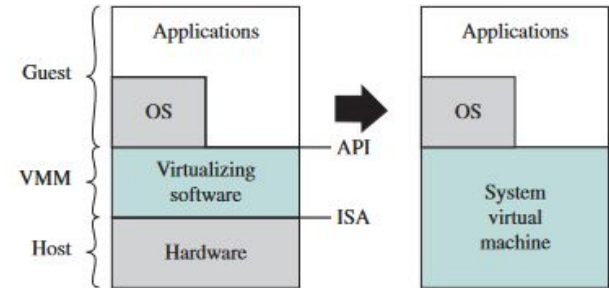 Applications
Guest
OS
API
VMM
Virtualizing
software
ISA
Host
Hardware
Applications
OS
System
virtual
machine